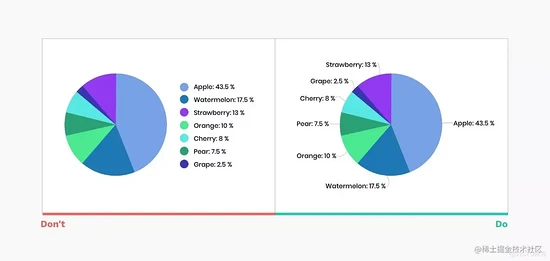 Apple: 43.5 %
Watermelon: 17.5 %
Strawberry: 13 %
Orange: 10 %
Cherry: 8 %
Pear: 7.5 %
Grape: 2.5 %
Don't
Strawberry: 13 %
Grape: 2.5 %
Cherry: 8 %
Pear: 7.5 %
Apple: 43.5 %
Orange: 10 %
Watermelon: 17.5 %
Do
@稀土掘金技术社区